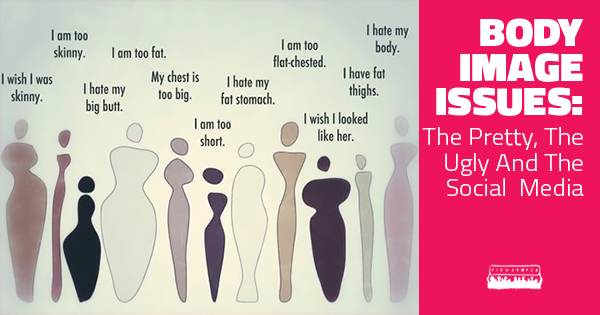 I wish I was
skinny.
I am too
skinny.
I hate my
big butt.
I am too fat.
My chest is
too big.
I am too
short.
I hate my
fat stomach.
I am too
flat-chested.
I wish I looked
like her.
I have fat
thighs.
I hate my
body.
BODY
IMAGE
ISSUES:
The Pretty, The
Ugly And The
Social Media